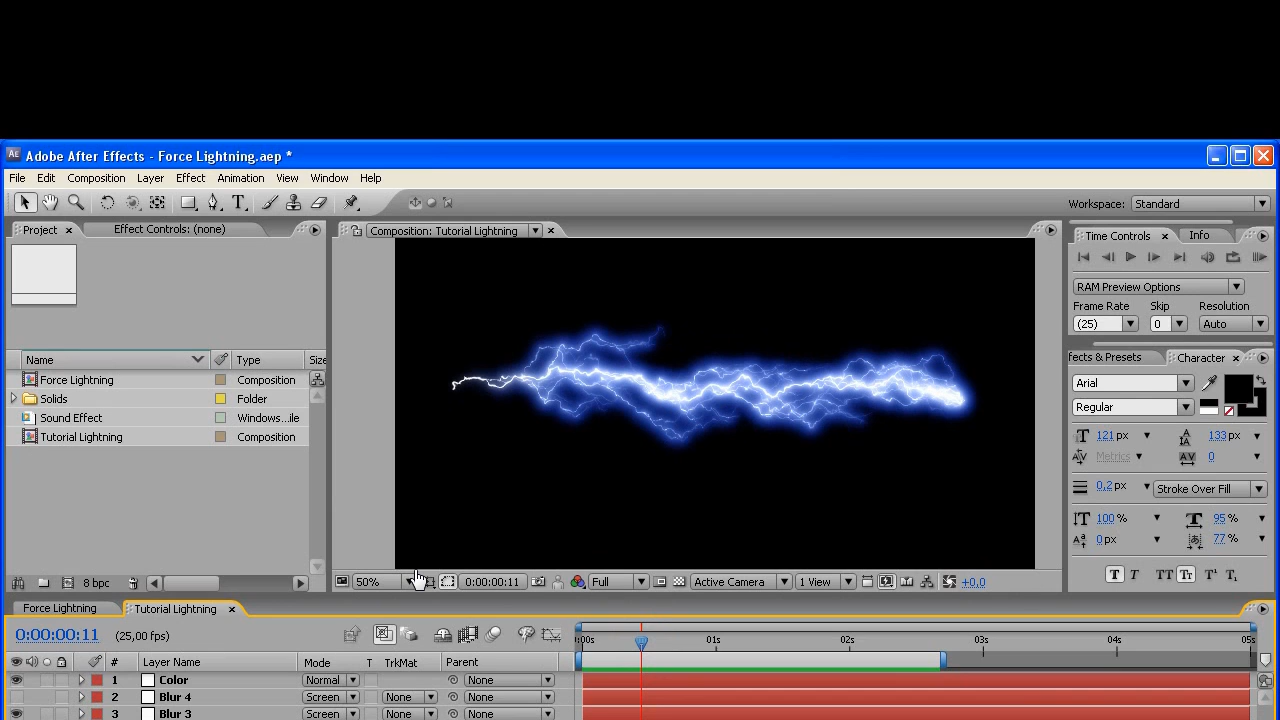 Adobe After Effects - Force Lightning.aep *
File Edit Composition Layer Effect Animation View Window Help
Workspace: Standard
Project Effect Controls: (none)
Composition: Tutorial Lightning
Time Controls Info
RAM Preview Options
Frame Rate Skip Resolution
(25) 0 Auto
Name Type Size
Force Lightning Composition
Solids Folder
Sound Effect Windows...ile
Tutorial Lightning Composition
fects & Presets Character
Arial
Regular
121 px 133 px
Metrics 0
0,2 px Stroke Over Fill
100 % 95 %
0 px 77 %
T T TT Tr T¹ T₁
8 bpc
50% 0:00:00:11 Full Active Camera 1 View +0,0
Force Lightning Tutorial Lightning
0:00:00:11 (25,00 fps)
:00s 01s 02s 03s 04s 05s
# Layer Name Mode T TrkMat Parent
1 Color Normal None
2 Blur 4 Screen None None
3 Blur 3 Screen None None